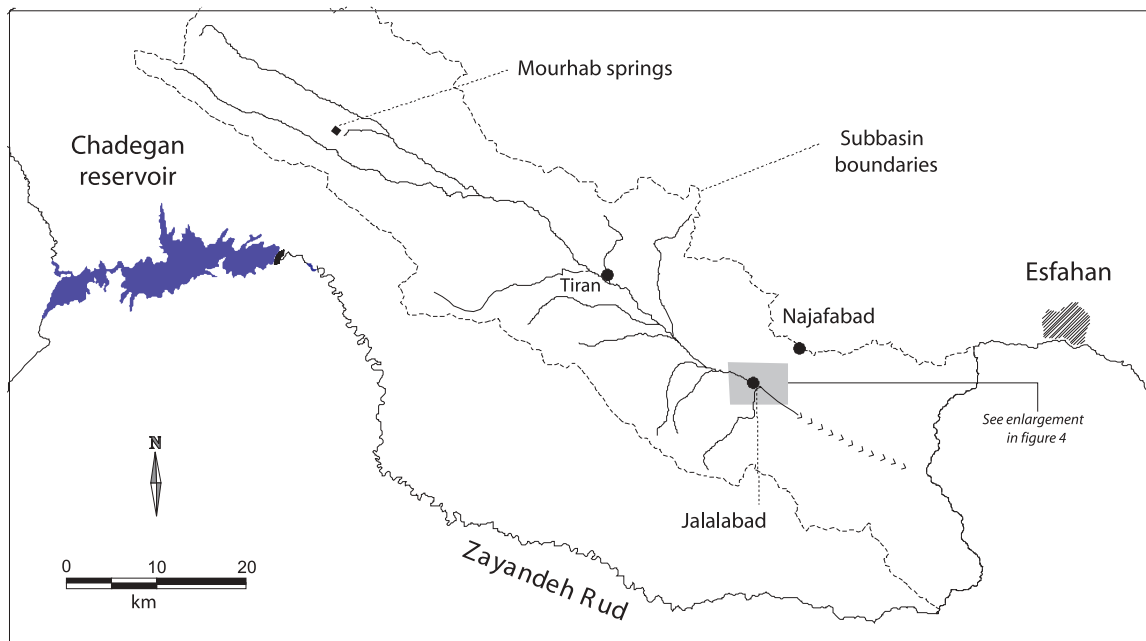 Mourhab springs
Chadegan
reservoir
Subbasin
boundaries
Tiran
Esfahan
Najafabad
See enlargement
in figure 4
N
Jalalabad
Zayandeh Rud
0 10 20
km